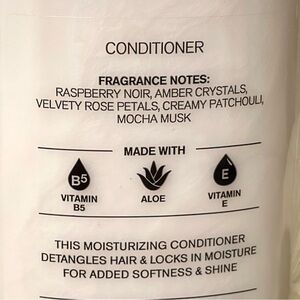 CONDITIONER
FRAGRANCE NOTES:
RASPBERRY NOIR, AMBER CRYSTALS,
VELVETY ROSE PETALS, CREAMY PATCHOULI,
MOCHA MUSK
MADE WITH
B5
E
VITAMIN
B5
ALOE
VITAMIN
E
THIS MOISTURIZING CONDITIONER
DETANGLES HAIR & LOCKS IN MOISTURE
FOR ADDED SOFTNESS & SHINE